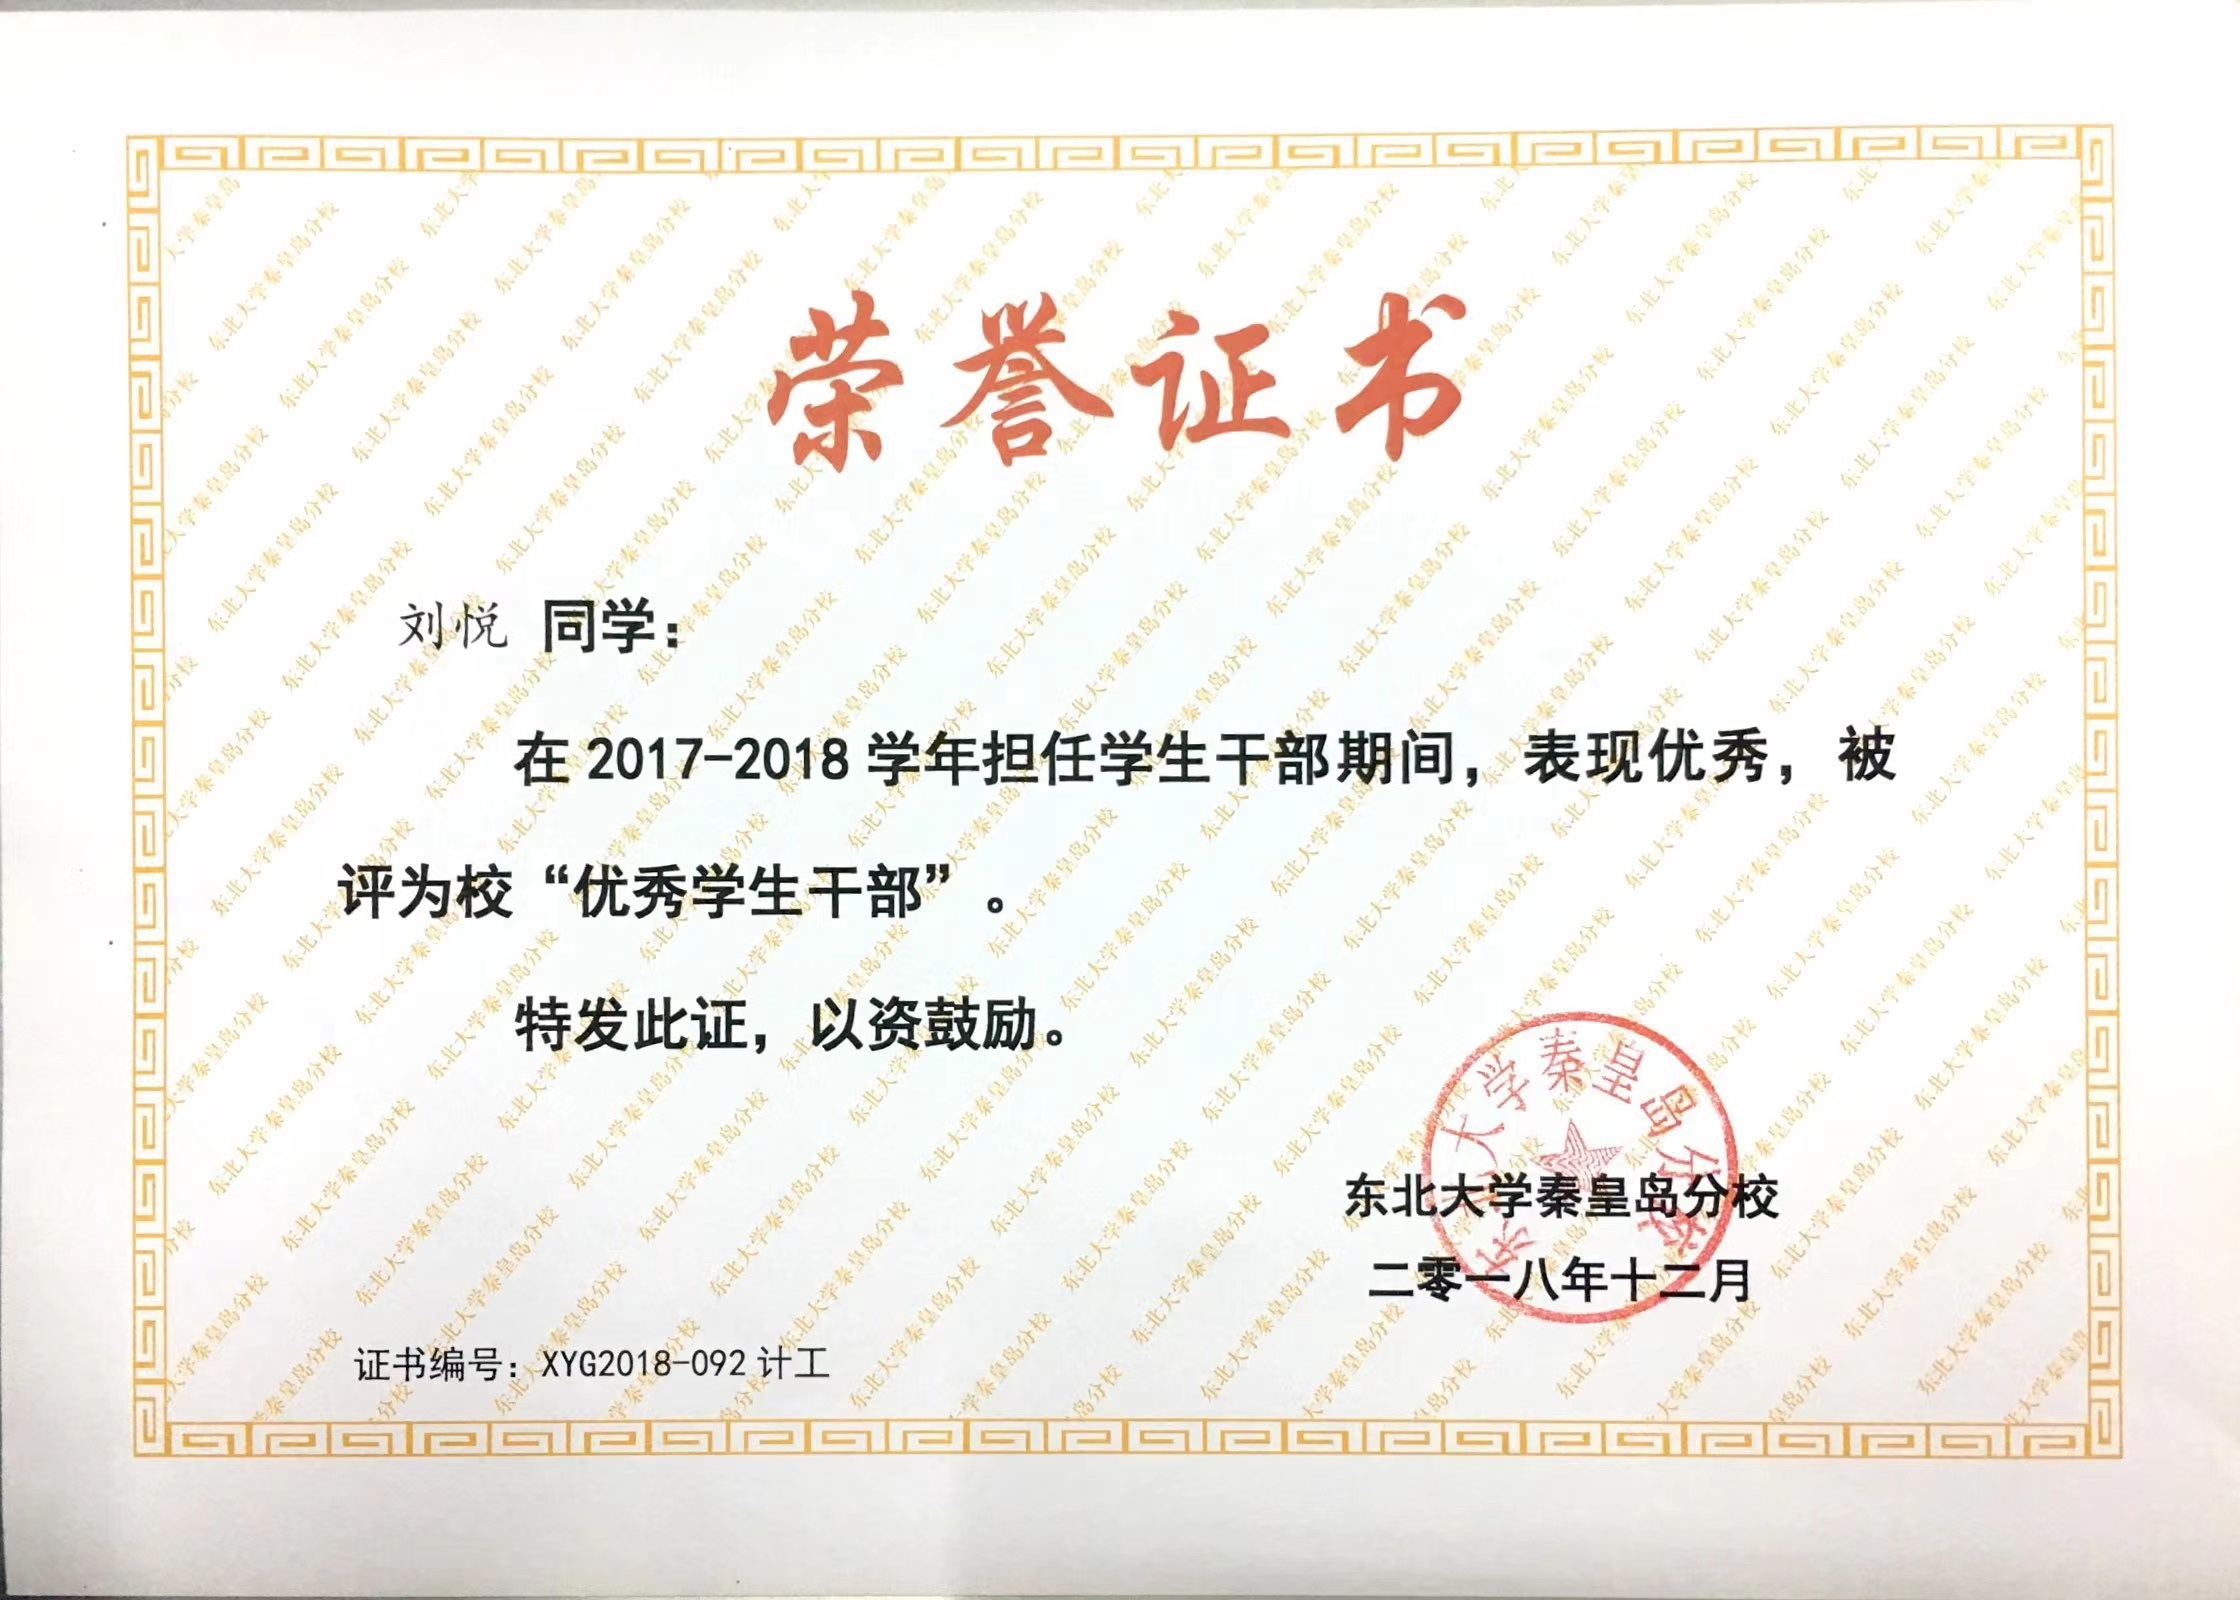 荣誉证书
刘悦 同学：
在 2017-2018 学年担任学生干部期间，表现优秀，被
评为校“优秀学生干部”。
特发此证，以资鼓励。
东北大学秦皇岛分校
东北大学秦皇岛分校
二零一八年十二月
证书编号：XYG2018-092 计工